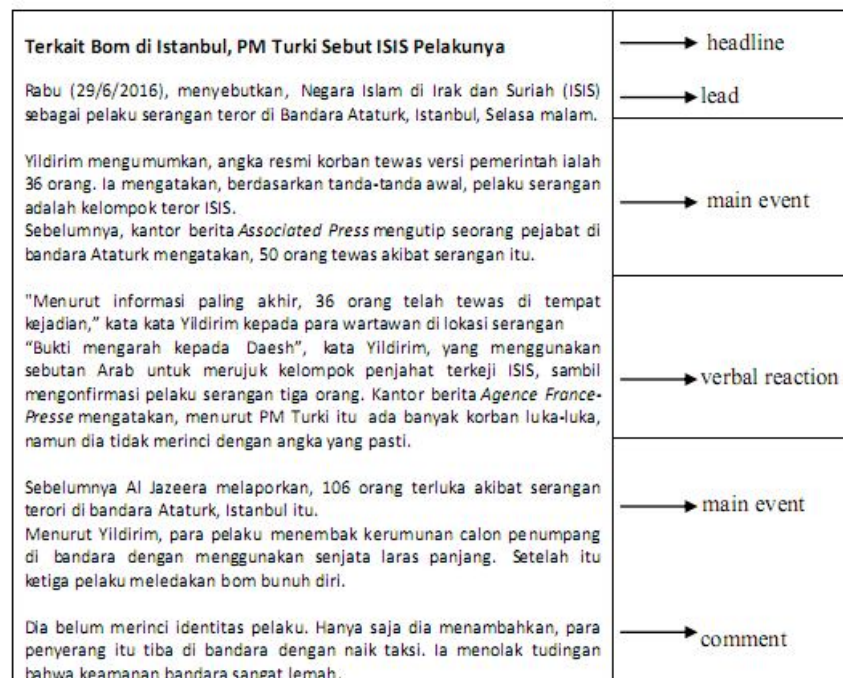 Terkait Bom di Istanbul, PM Turki Sebut ISIS Pelakunya
headline
Rabu (29/6/2016), menyebutkan, Negara Islam di Irak dan Suriah (ISIS)
sebagai pelaku serangan teror di Bandara Ataturk, Istanbul, Selasa malam.
lead
Yildirim mengumumkan, angka resmi korban tewas versi pemerintah ialah
36 orang. Ia mengatakan, berdasarkan tanda-tanda awal, pelaku serangan
adalah kelompok teror ISIS.
Sebelumnya, kantor berita Associated Press mengutip seorang pejabat di
bandara Ataturk mengatakan, 50 orang tewas akibat serangan itu.
main event
"Menurut informasi paling akhir, 36 orang telah tewas di tempat
kejadian,” kata kata Yildirim kepada para wartawan di lokasi serangan
“Bukti mengarah kepada Daesh”, kata Yildirim, yang menggunakan
sebutan Arab untuk merujuk kelompok penjahat terkeji ISIS, sambil
mengonfirmasi pelaku serangan tiga orang. Kantor berita Agence France-
Presse mengatakan, menurut PM Turki itu ada banyak korban luka-luka,
namun dia tidak merinci dengan angka yang pasti.
verbal reaction
Sebelumnya Al Jazeera melaporkan, 106 orang terluka akibat serangan
terori di bandara Ataturk, Istanbul itu.
Menurut Yildirim, para pelaku menembak kerumunan calon penumpang
di bandara dengan menggunakan senjata laras panjang. Setelah itu
ketiga pelaku meledakan bom bunuh diri.
main event
Dia belum merinci identitas pelaku. Hanya saja dia menambahkan, para
penyerang itu tiba di bandara dengan naik taksi. Ia menolak tudingan
bahwa keamanan bandara sangat lemah.
comment